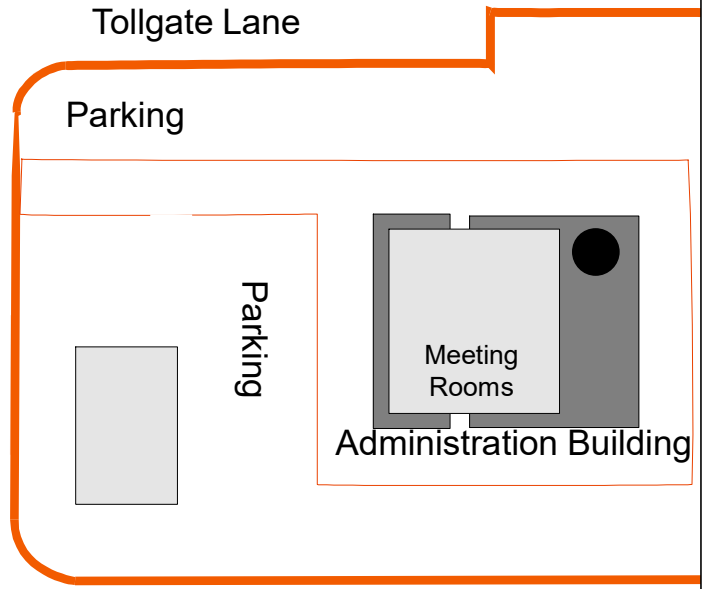 Tollgate Lane
Parking
Parking
Meeting
Rooms
Administration Building